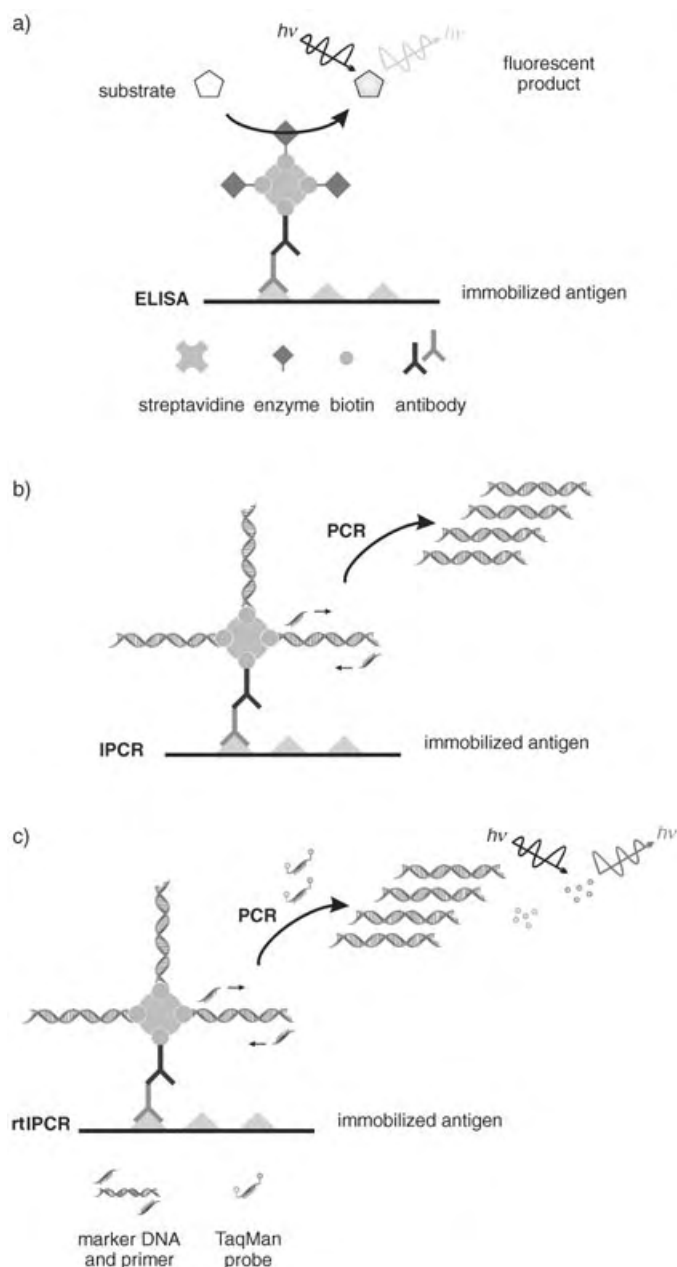 a)
hν
hν
substrate
fluorescent
product
ELISA
immobilized antigen
streptavidine
enzyme
biotin
antibody
b)
PCR
IPCR
immobilized antigen
c)
hν
hν
PCR
rtIPCR
immobilized antigen
marker DNA
and primer
TaqMan
probe